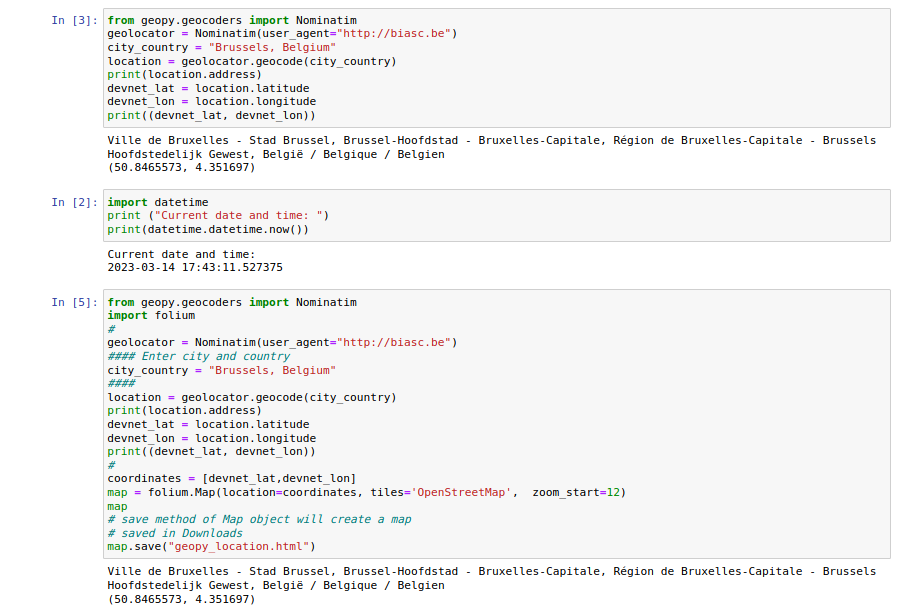 In [3]:
from geopy.geocoders import Nominatim
geolocator = Nominatim(user_agent="http://biasc.be")
city_country = "Brussels, Belgium"
location = geolocator.geocode(city_country)
print(location.address)
devnet_lat = location.latitude
devnet_lon = location.longitude
print((devnet_lat, devnet_lon))
Ville de Bruxelles - Stad Brussel, Brussel-Hoofdstad - Bruxelles-Capitale, Région de Bruxelles-Capitale - Brussels
Hoofdstedelijk Gewest, België / Belgique / Belgien
(50.8465573, 4.351697)
In [2]:
import datetime
print ("Current date and time: ")
print(datetime.datetime.now())
Current date and time:
2023-03-14 17:43:11.527375
In [5]:
from geopy.geocoders import Nominatim
import folium
#
geolocator = Nominatim(user_agent="http://biasc.be")
#### Enter city and country
city_country = "Brussels, Belgium"
####
location = geolocator.geocode(city_country)
print(location.address)
devnet_lat = location.latitude
devnet_lon = location.longitude
print((devnet_lat, devnet_lon))
#
coordinates = [devnet_lat,devnet_lon]
map = folium.Map(location=coordinates, tiles='OpenStreetMap',  zoom_start=12)
map
# save method of Map object will create a map
# saved in Downloads
map.save("geopy_location.html")
Ville de Bruxelles - Stad Brussel, Brussel-Hoofdstad - Bruxelles-Capitale, Région de Bruxelles-Capitale - Brussels
Hoofdstedelijk Gewest, België / Belgique / Belgien
(50.8465573, 4.351697)